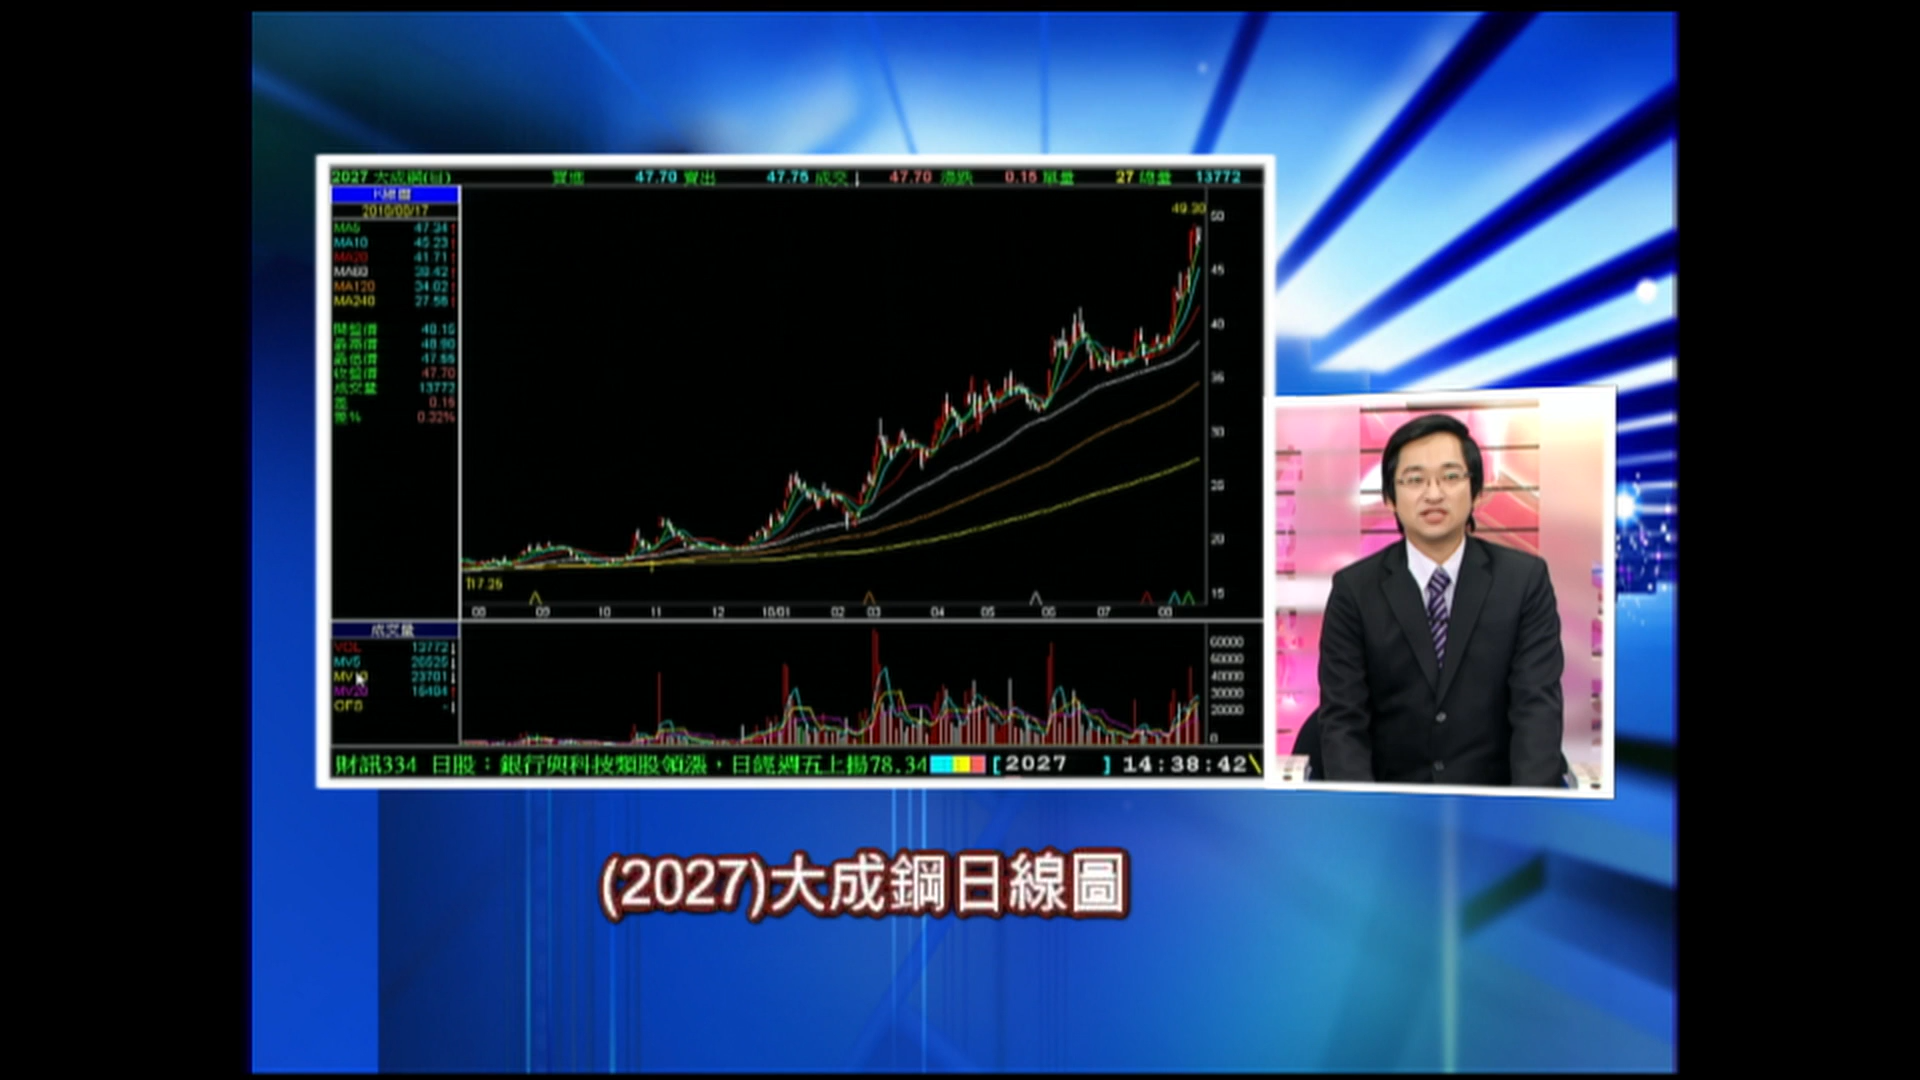 2027 大成鋼(日) 買進 47.70 賣出 47.75 成交 47.70 漲跌 0.15 單量 27 總量 13772
K線圖
MA5 47.34
MA10 45.23
MA20 41.71
MA60 38.42
MA120 34.02
MA240 27.56
開盤價 48.15
最高價 48.90
最低價 47.55
收盤價 47.70
成交量 13772
差 0.15
差% 0.32%
49.30
50
45
40
35
30
25
20
15
17.25
08 09 10 11 12 10/01 02 03 04 05 06 07 08
成交量
VOL 13772
MV5
MV10 23701
MV20
60000
50000
40000
30000
20000
0
財訊334 日股：銀行與科技類股領漲，日經週五上揚78.34 [2027 ] 14:38:42
(2027)大成鋼日線圖